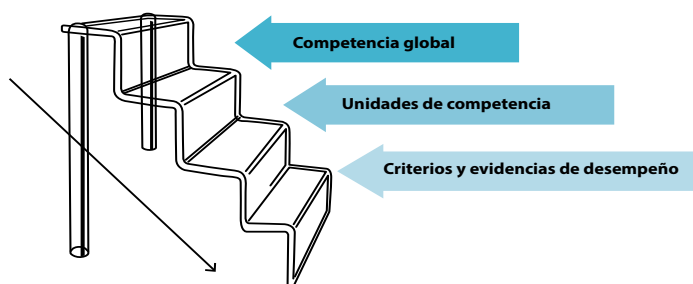 Competencia global
Unidades de competencia
Criterios y evidencias de desempeño